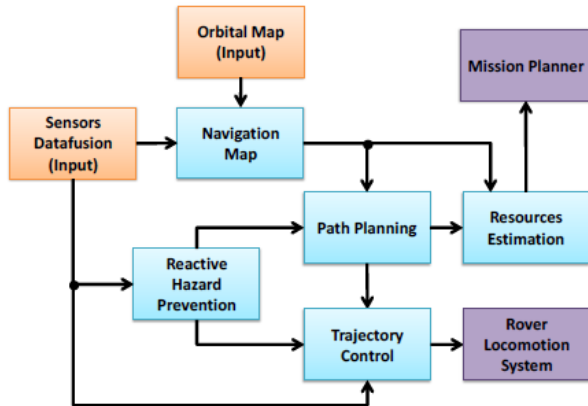 Orbital Map
(Input)
Mission Planner
Sensors
Datafusion
(Input)
Navigation
Map
Path Planning
Resources
Estimation
Reactive
Hazard
Prevention
Trajectory
Control
Rover
Locomotion
System